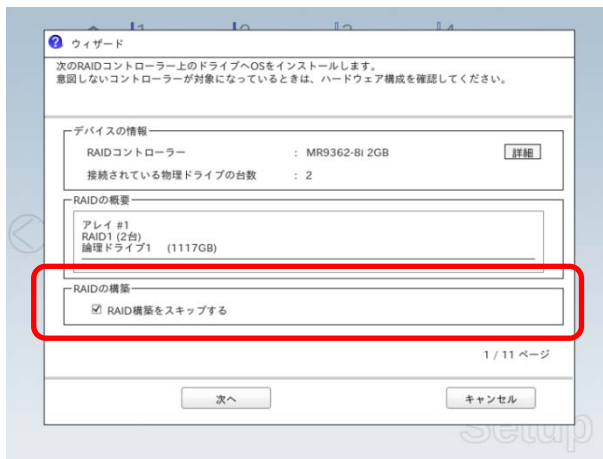 1 2 3 4
ウィザード
次のRAIDコントローラー上のドライブへOSをインストールします。
意図しないコントローラーが対象になっているときは、ハードウェア構成を確認してください。
デバイスの情報
RAIDコントローラー : MR9362-8i 2GB 詳細
接続されている物理ドライブの台数 : 2
RAIDの概要
アレイ #1
RAID1 (2台)
論理ドライブ1 (1117GB)
RAIDの構築
RAID構築をスキップする
1 / 11 ページ
次へ キャンセル
Setup